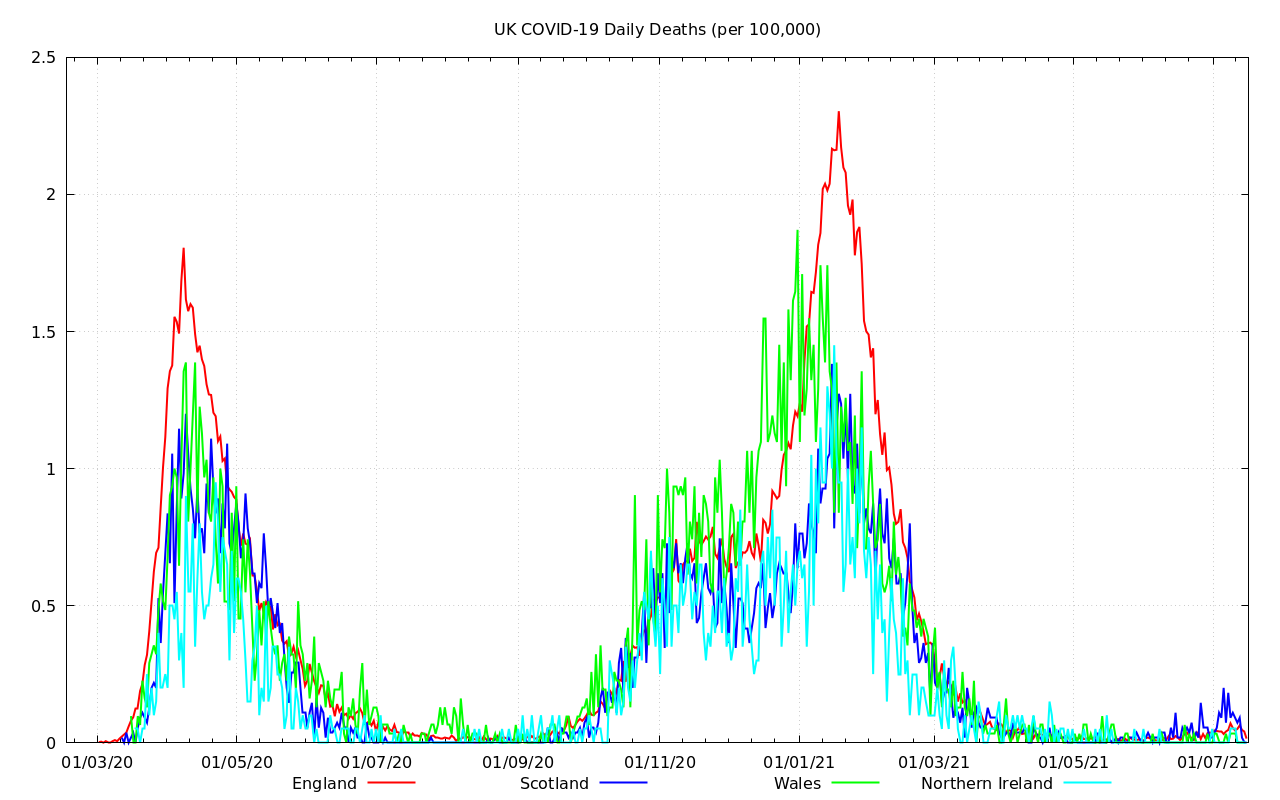 UK COVID-19 Daily Deaths (per 100,000)
2.5
2
1.5
1
0.5
0
01/03/20 01/05/20 01/07/20 01/09/20 01/11/20 01/01/21 01/03/21 01/05/21 01/07/21
England Scotland Wales Northern Ireland